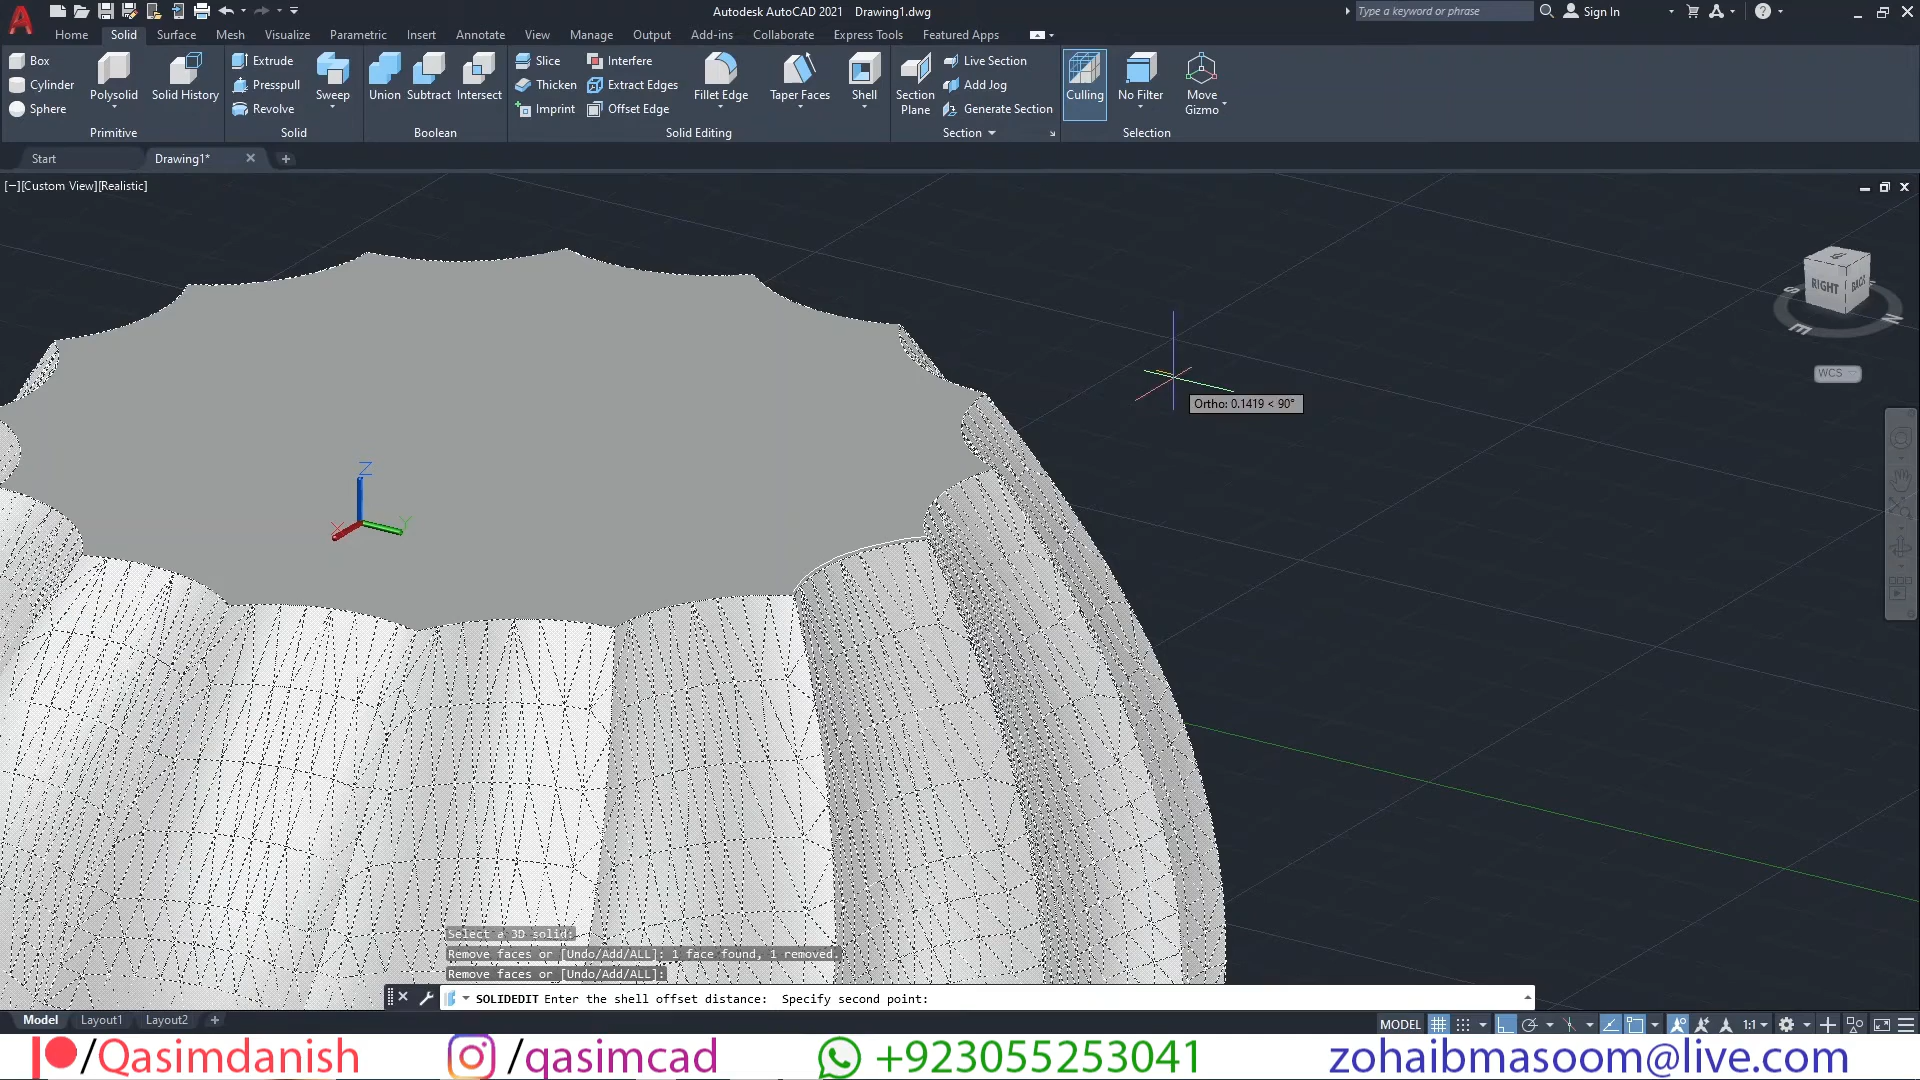 Autodesk AutoCAD 2021 Drawing1.dwg
Type a keyword or phrase
Sign In
Home Solid Surface Mesh Visualize Parametric Insert Annotate View Manage Output Add-ins Collaborate Express Tools Featured Apps
Box
Cylinder
Sphere
Polysolid
Solid History
Extrude
Presspull
Revolve
Sweep
Union
Subtract
Intersect
Slice
Thicken
Imprint
Interfere
Extract Edges
Offset Edge
Fillet Edge
Taper Faces
Shell
Section
Plane
Live Section
Add Jog
Generate Section
Culling
No Filter
Move
Gizmo
Primitive Solid Boolean Solid Editing Section Selection
Start Drawing1*
[−][Custom View][Realistic]
RIGHT BACK
E N S
WCS
Ortho: 0.1419 < 90°
Z
X Y
Select a 3D solid:
Remove faces or [Undo/Add/ALL]: 1 face found, 1 removed.
Remove faces or [Undo/Add/ALL]:
SOLIDEDIT Enter the shell offset distance: Specify second point:
Model Layout1 Layout2
MODEL 1:1
/Qasimdanish /qasimcad +923055253041 zohaibmasoom@live.com